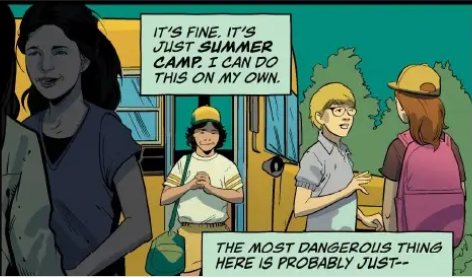 IT'S FINE. IT'S
JUST SUMMER
CAMP. I CAN DO
THIS ON MY OWN.
THE MOST DANGEROUS THING
HERE IS PROBABLY JUST--